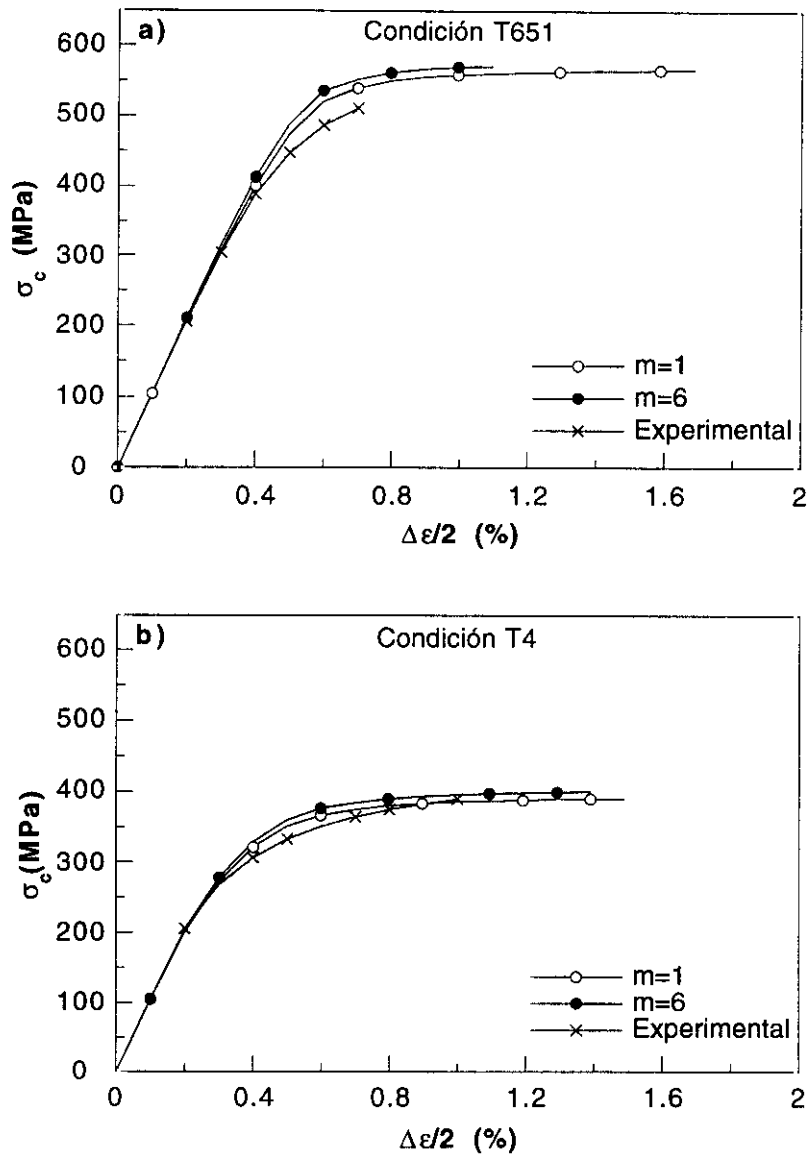 a)
Condición T651
600
500
400
300
200
100
0
σc (MPa)
m=1
m=6
Experimental
0 0.4 0.8 1.2 1.6 2
Δε/2 (%)
b)
Condición T4
600
500
400
300
200
100
0
σc(MPa)
m=1
m=6
Experimental
0 0.4 0.8 1.2 1.6 2
Δε/2 (%)